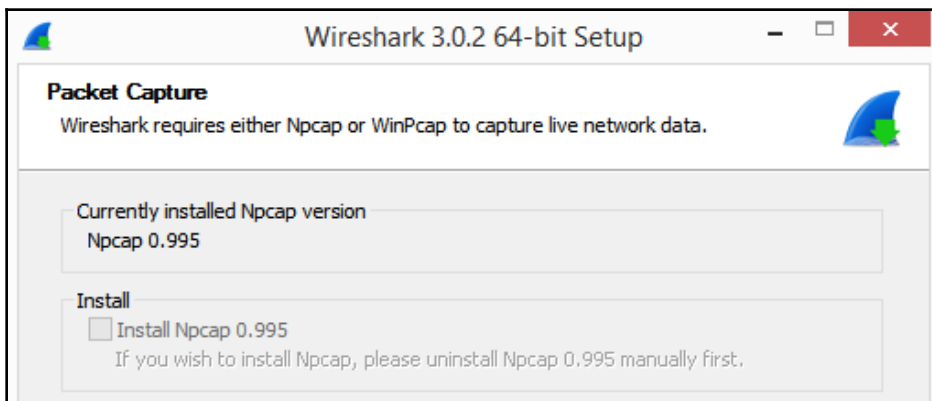 Wireshark 3.0.2 64-bit Setup
Packet Capture
Wireshark requires either Npcap or WinPcap to capture live network data.
Currently installed Npcap version
Npcap 0.995
Install
Install Npcap 0.995
If you wish to install Npcap, please uninstall Npcap 0.995 manually first.